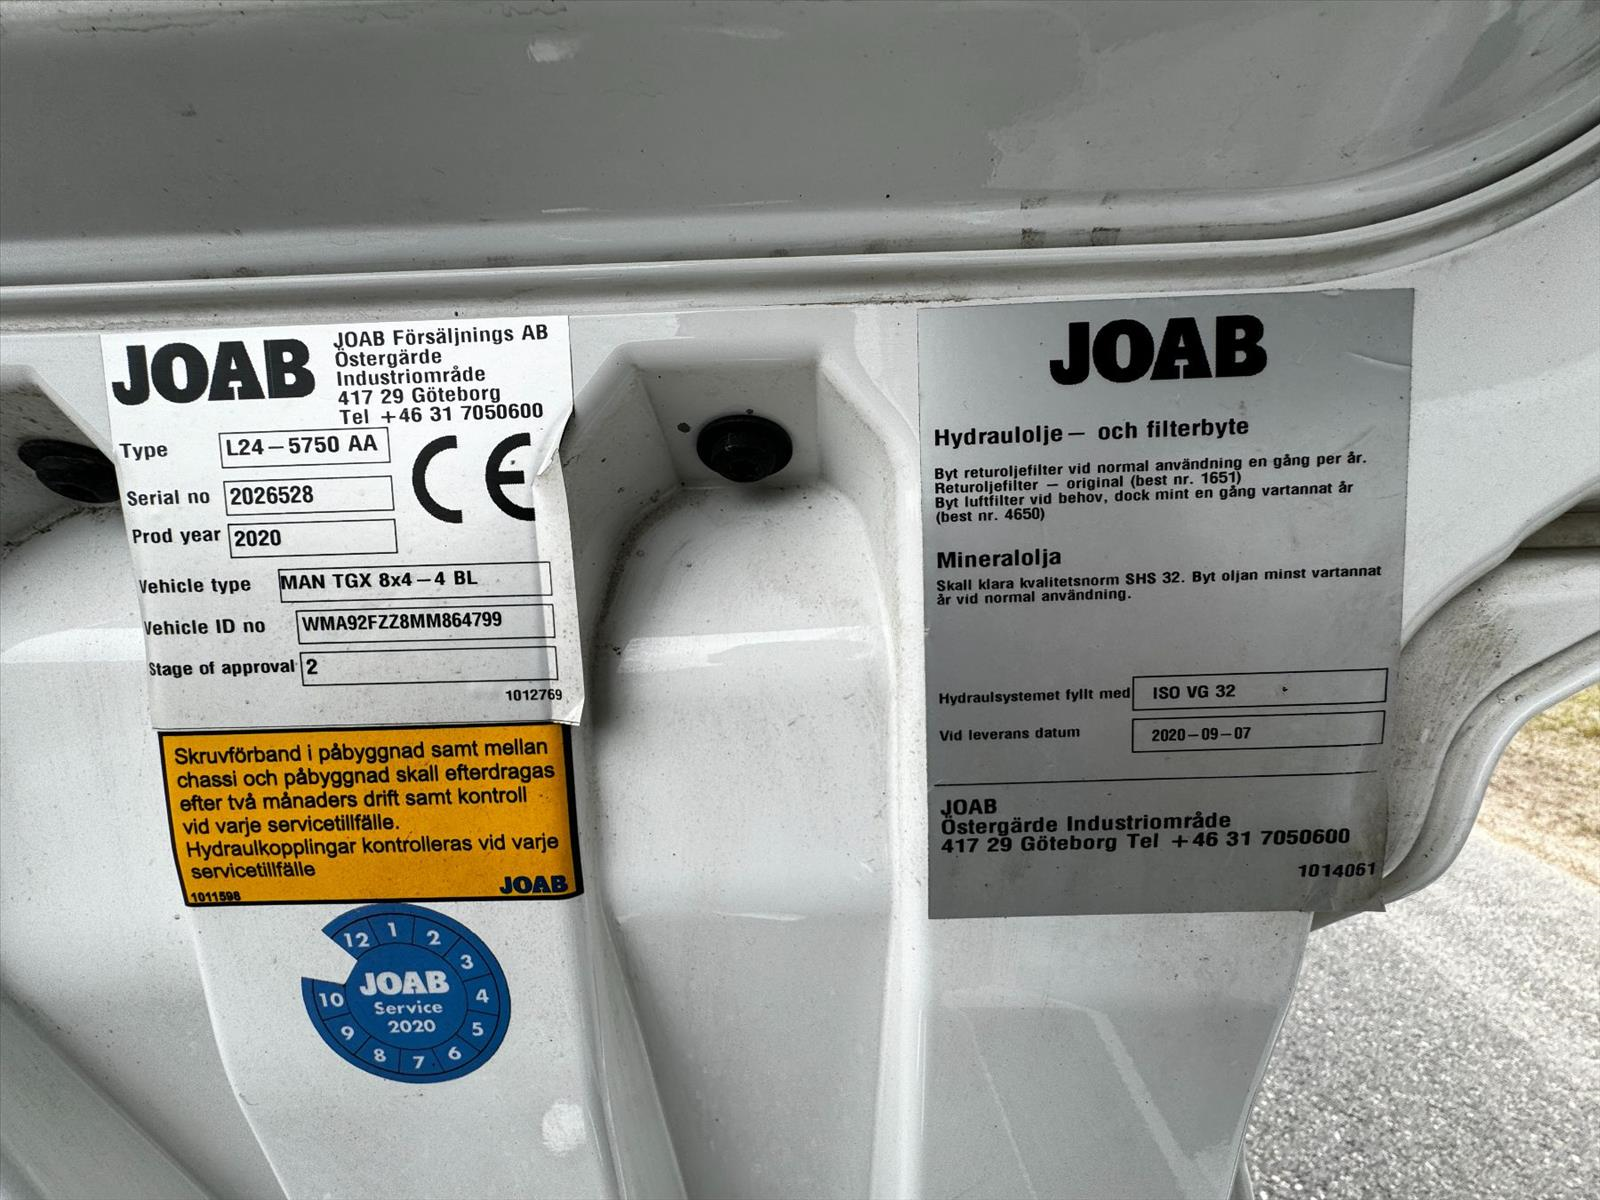 JOAB
JOAB Försäljnings AB
Östergärde
Industriområde
417 29 Göteborg
Tel +46 31 7050600
Type L24-5750 AA
CE
Serial no 2026528
Prod year 2020
Vehicle type MAN TGX 8x4-4 BL
Vehicle ID no WMA92FZZ8MM864799
Stage of approval 2
1012769
Skruvförband i påbyggnad samt mellan
chassi och påbyggnad skall efterdragas
efter två månaders drift samt kontroll
vid varje servicetillfälle.
Hydraulkopplingar kontrolleras vid varje
servicetillfälle
1011598 JOAB
12 1 2 3 4 5 6 7 8 9 10
JOAB
Service
2020
JOAB
Hydraulolje- och filterbyte
Byt returoljefilter vid normal användning en gång per år.
Returoljefilter - original (best nr. 1651)
Byt luftfilter vid behov, dock mint en gång vartannat år
(best nr. 4650)
Mineralolja
Skall klara kvalitetsnorm SHS 32. Byt oljan minst vartannat
år vid normal användning.
Hydraulsystemet fyllt med ISO VG 32
Vid leverans datum 2020-09-07
JOAB
Östergärde Industriområde
417 29 Göteborg Tel +46 31 7050600
1014061